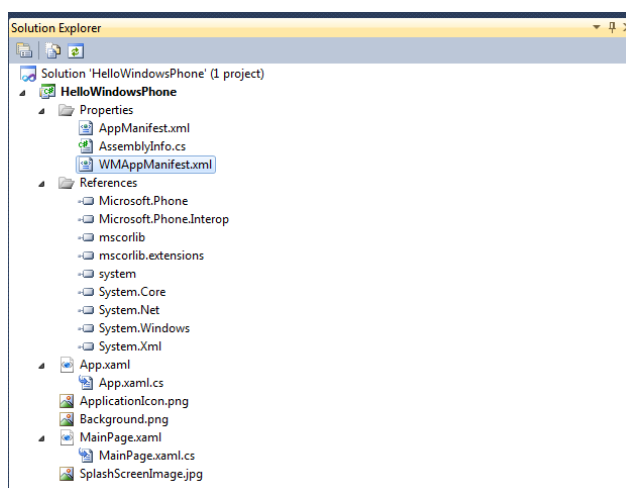 Solution Explorer
Solution 'HelloWindowsPhone' (1 project)
HelloWindowsPhone
Properties
AppManifest.xml
AssemblyInfo.cs
WMAppManifest.xml
References
Microsoft.Phone
Microsoft.Phone.Interop
mscorlib
mscorlib.extensions
system
System.Core
System.Net
System.Windows
System.Xml
App.xaml
App.xaml.cs
ApplicationIcon.png
Background.png
MainPage.xaml
MainPage.xaml.cs
SplashScreenImage.jpg